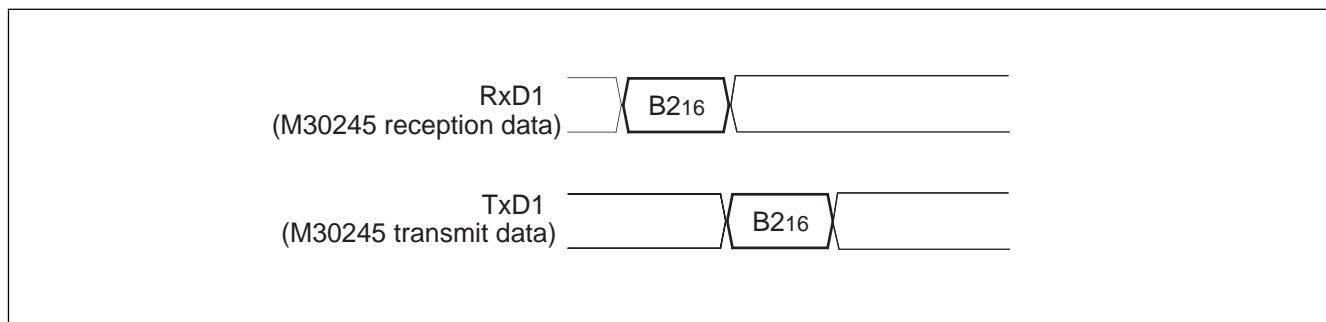 RxD1
(M30245 reception data)
B216
TxD1
(M30245 transmit data)
B216